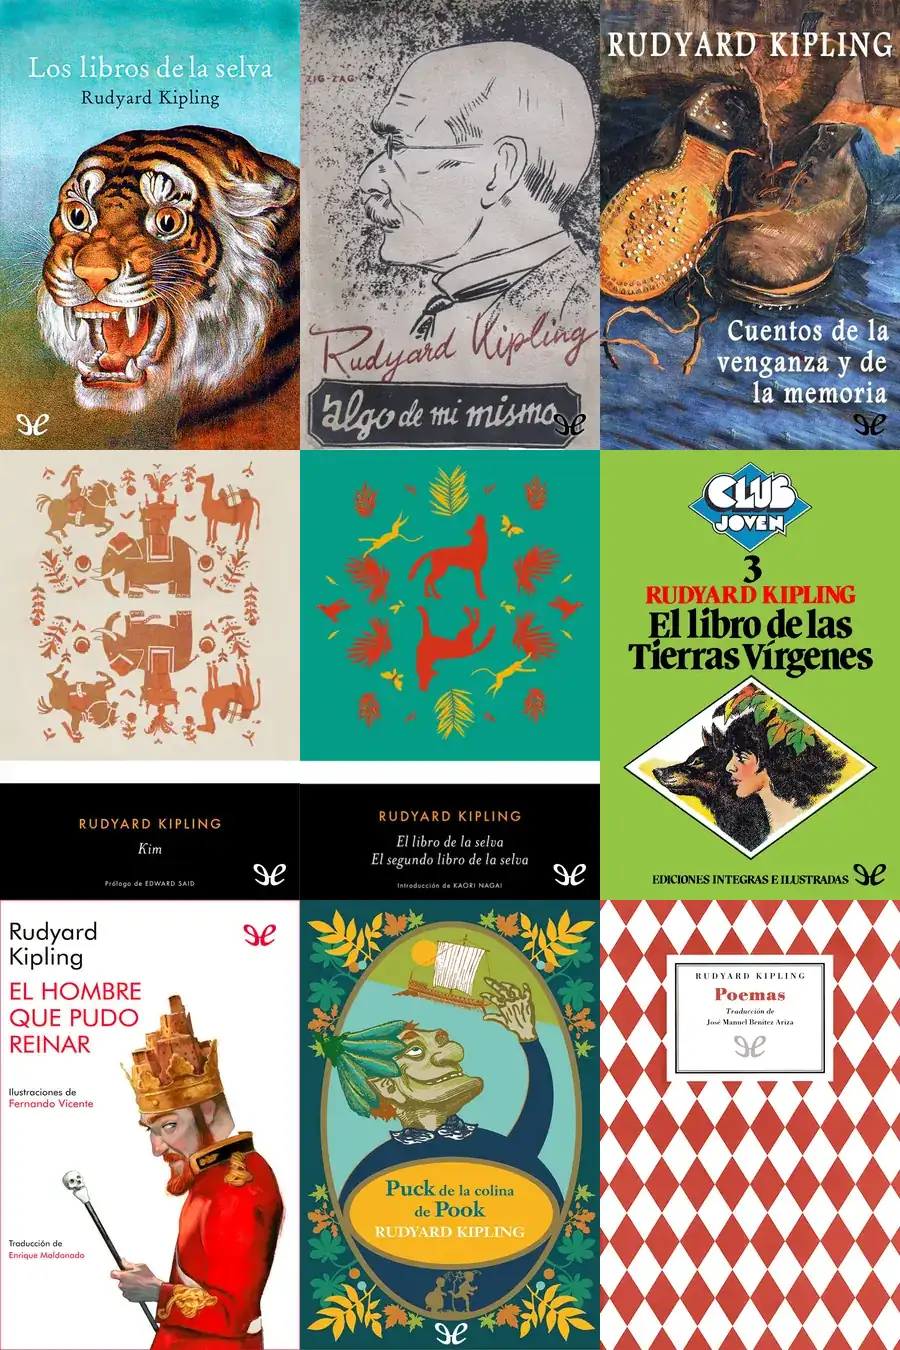 Los libros de la selva
Rudyard Kipling
ZIG-ZAG
Rudyard Kipling
algo de mi mismo
RUDYARD KIPLING
Cuentos de la
venganza y de
la memoria
RUDYARD KIPLING
Kim
Prólogo de EDWARD SAID
RUDYARD KIPLING
El libro de la selva
El segundo libro de la selva
Introducción de KAORI NAGAI
CLUB
JOVEN
3
RUDYARD KIPLING
El libro de las
Tierras Vírgenes
EDICIONES INTEGRAS E ILUSTRADAS
Rudyard
Kipling
EL HOMBRE
QUE PUDO
REINAR
Ilustraciones de
Fernando Vicente
Traducción de
Enrique Maldonado
Puck de la colina
de Pook
RUDYARD KIPLING
RUDYARD KIPLING
Poemas
Traducción de
José Manuel Benítez Ariza